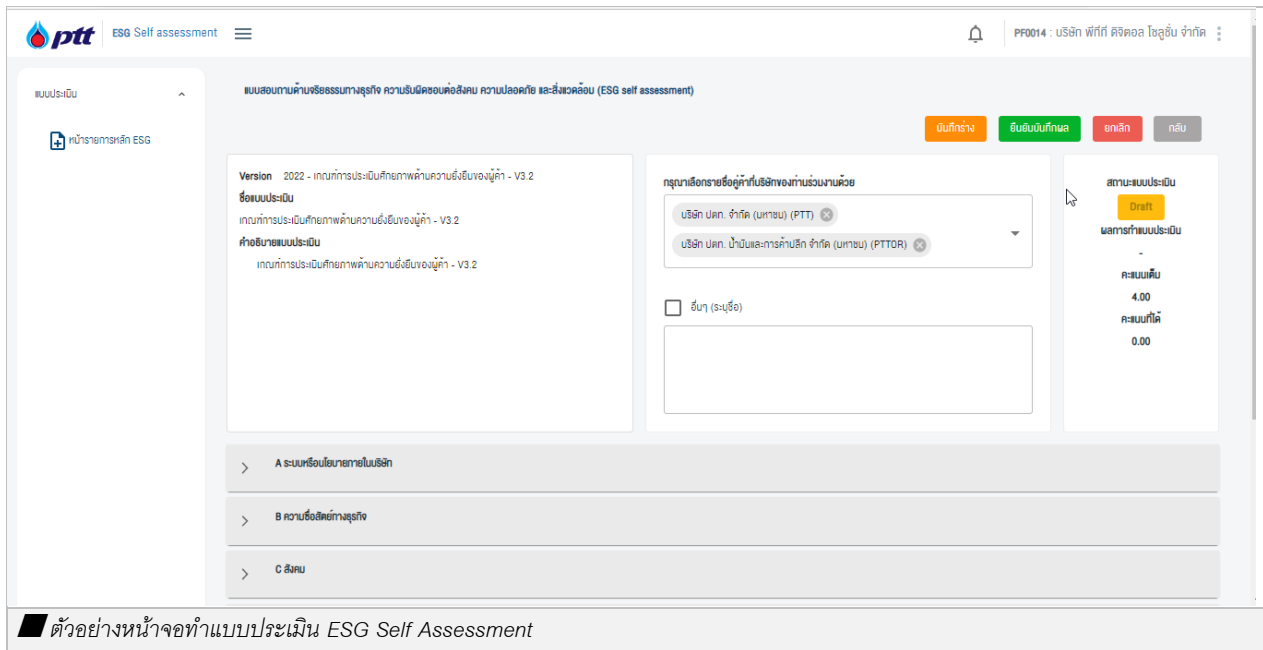 ptt ESG Self assessment
PF0014 : บริษัท พีทีที ดิจิตอล โซลูชั่น จำกัด
แบบประเมิน
หน้ารายการหลัก ESG
แบบสอบถามด้านจริยธรรมทางธุรกิจ ความรับผิดชอบต่อสังคม ความปลอดภัย และสิ่งแวดล้อม (ESG self assessment)
บันทึกร่าง ยืนยันบันทึกผล ยกเลิก กลับ
Version 2022 - เกณฑ์การประเมินศักยภาพด้านความยั่งยืนของผู้ค้า - V3.2
ชื่อแบบประเมิน
เกณฑ์การประเมินศักยภาพด้านความยั่งยืนของผู้ค้า - V3.2
คำอธิบายแบบประเมิน
เกณฑ์การประเมินศักยภาพด้านความยั่งยืนของผู้ค้า - V3.2
กรุณาเลือกรายชื่อคู่ค้าที่บริษัทของท่านร่วมงานด้วย
บริษัท ปตท. จำกัด (มหาชน) (PTT)
บริษัท ปตท. น้ำมันและการค้าปลีก จำกัด (มหาชน) (PTTOR)
อื่นๆ (ระบุชื่อ)
สถานะแบบประเมิน
Draft
ผลการทำแบบประเมิน
-
คะแนนเต็ม
4.00
คะแนนที่ได้
0.00
A ระบบหรือนโยบายภายในบริษัท
B ความซื่อสัตย์ทางธุรกิจ
C สังคม
ตัวอย่างหน้าจอทำแบบประเมิน ESG Self Assessment